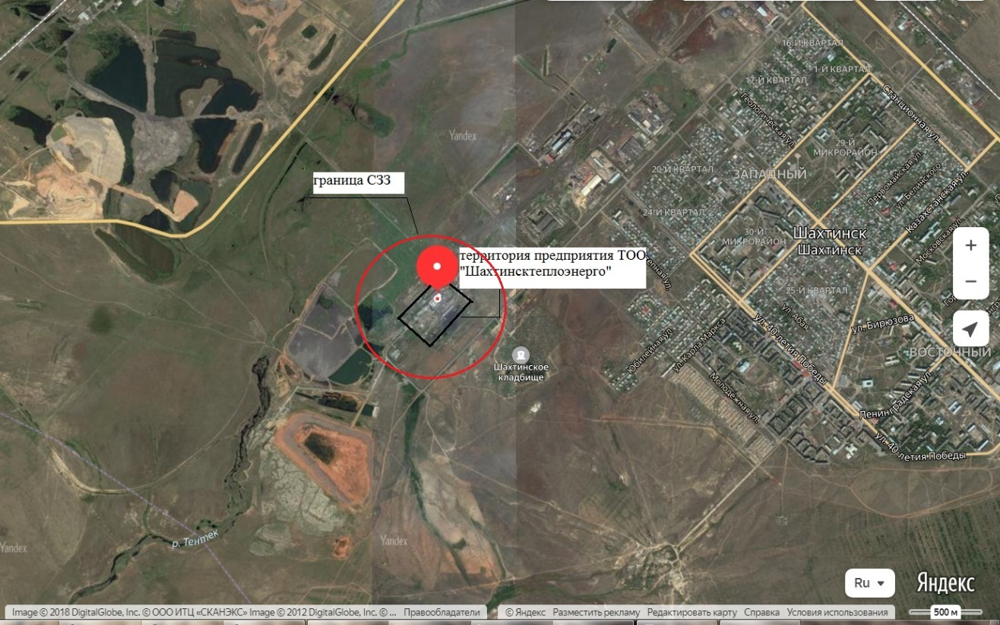 16-Й КВАРТАЛ
1-Й КВАРТАЛ
17-Й КВАРТАЛ
Станционная ул.
Геологическая ул.
Yandex
29-Й
МИКРОРАЙОН
20-Й КВАРТАЛ
ЗАПАДНЫЙ
Первомайская ул.
ул. Белинского
Казахстанская ул.
граница СЗЗ
24-Й КВАРТАЛ
30-Й
МИКРОРАЙОН
Шахтинск
Шахтинск
Московская ул.
территория предприятия ТОО
"Шахтинсктеплоэнерго"
25-Й КВАРТАЛ
ул. Абая
ул. Бирюзова
ул. 40-летия Победы
Юбилейная ул.
ул. Карла Маркса
ВОСТОЧНЫЙ
Шахтинское
кладбище
Молодёжная ул.
Ленинградская ул.
ул. 40-летия Победы
р. Тентек
Yandex
Yandex
Ru
Яндекс
Image © 2018 DigitalGlobe, Inc. © ООО ИТЦ «СКАНЭКС» Image © 2012 DigitalGlobe, Inc. © ... Правообладатели
© Яндекс Разместить рекламу Редактировать карту Справка Условия использования
500 м